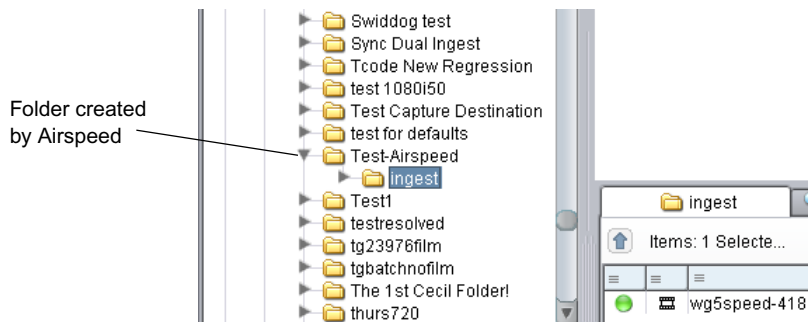 Swiddog test
Sync Dual Ingest
Tcode New Regression
test 1080i50
Test Capture Destination
Folder created
by Airspeed
test for defaults
Test-Airspeed
ingest
Test1
testresolved
tg23976film
tgbatchnofilm
The 1st Cecil Folder!
thurs720
ingest
Items: 1 Selecte...
wg5speed-418